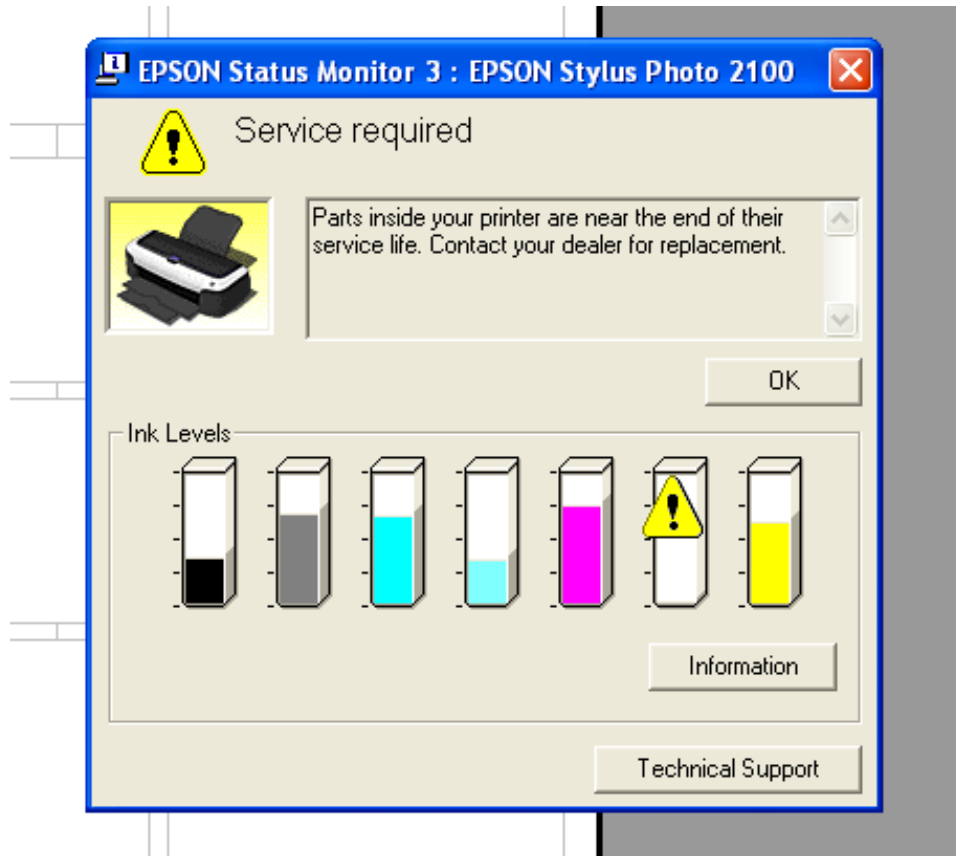 EPSON Status Monitor 3 : EPSON Stylus Photo 2100
Service required
Parts inside your printer are near the end of their
service life. Contact your dealer for replacement.
OK
Ink Levels
Information
Technical Support